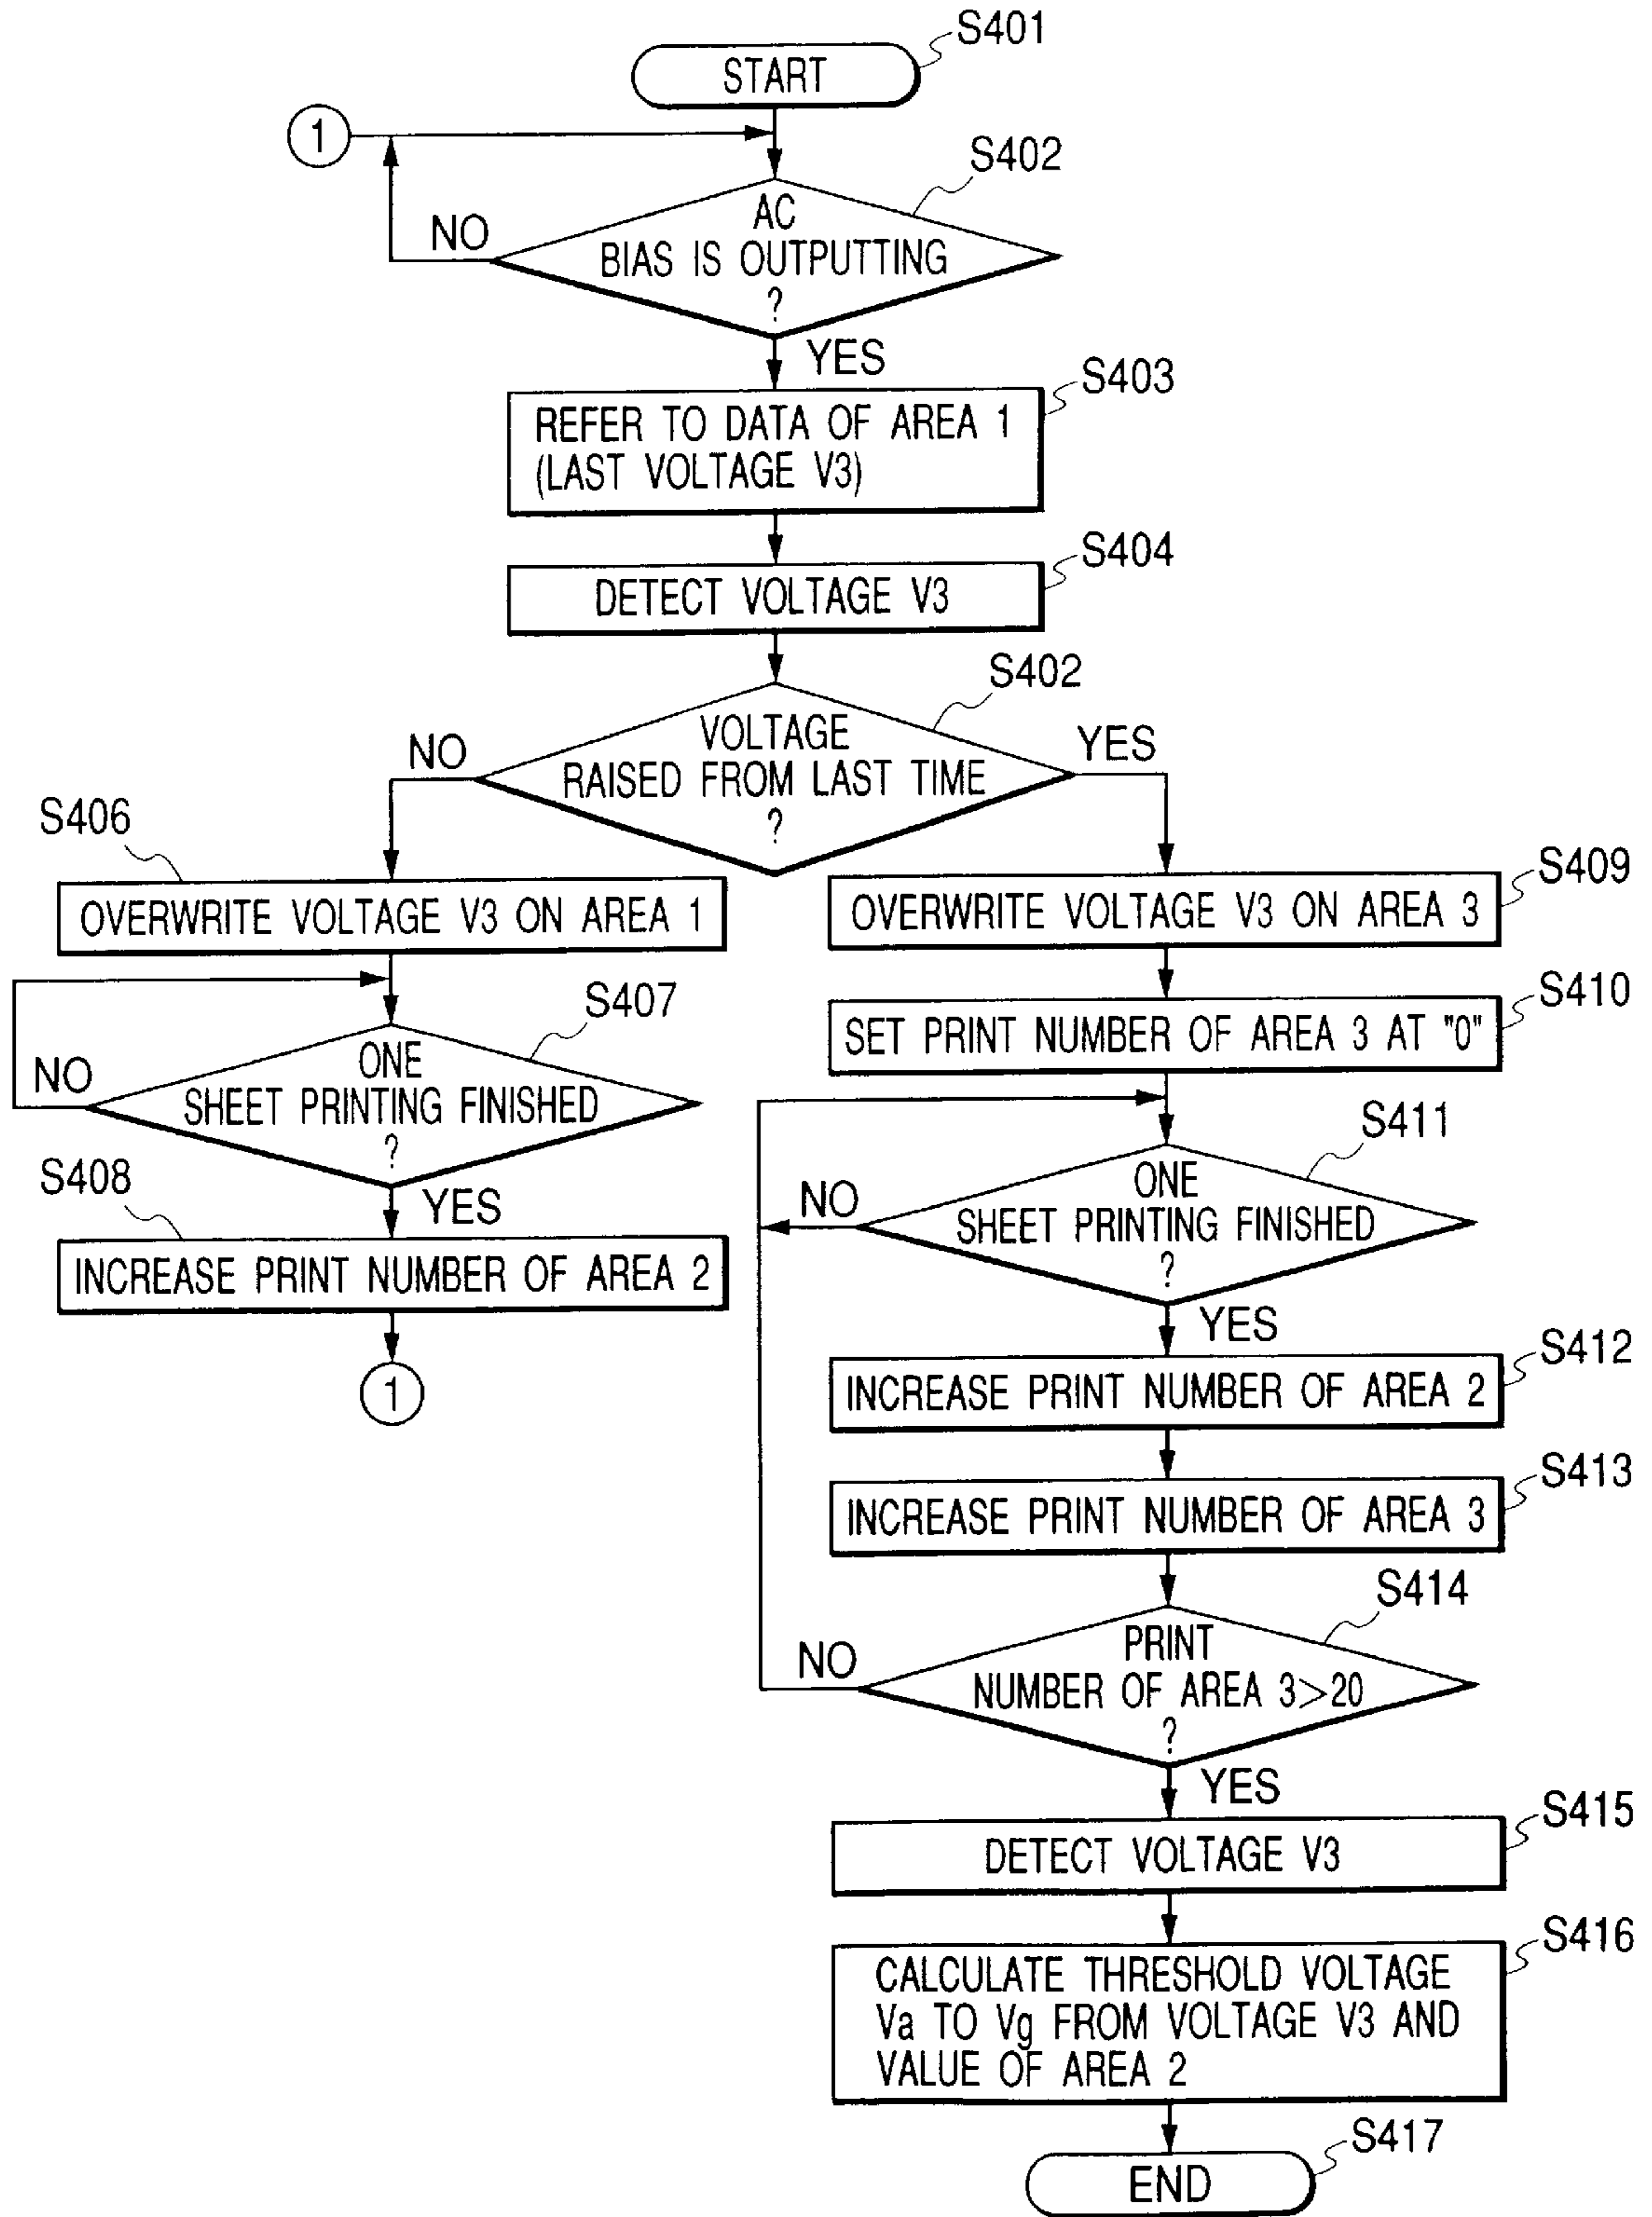 S401
START
1
S402
AC
BIAS IS OUTPUTTING
?
NO
YES
S403
REFER TO DATA OF AREA 1
(LAST VOLTAGE V3)
S404
DETECT VOLTAGE V3
S402
VOLTAGE
RAISED FROM LAST TIME
?
NO
YES
S406
OVERWRITE VOLTAGE V3 ON AREA 1
S407
ONE
SHEET PRINTING FINISHED
?
NO
YES
S408
INCREASE PRINT NUMBER OF AREA 2
1
S409
OVERWRITE VOLTAGE V3 ON AREA 3
S410
SET PRINT NUMBER OF AREA 3 AT "0"
S411
ONE
SHEET PRINTING FINISHED
?
NO
YES
S412
INCREASE PRINT NUMBER OF AREA 2
S413
INCREASE PRINT NUMBER OF AREA 3
S414
PRINT
NUMBER OF AREA 3>20
?
NO
YES
S415
DETECT VOLTAGE V3
S416
CALCULATE THRESHOLD VOLTAGE
Va TO Vg FROM VOLTAGE V3 AND
VALUE OF AREA 2
S417
END